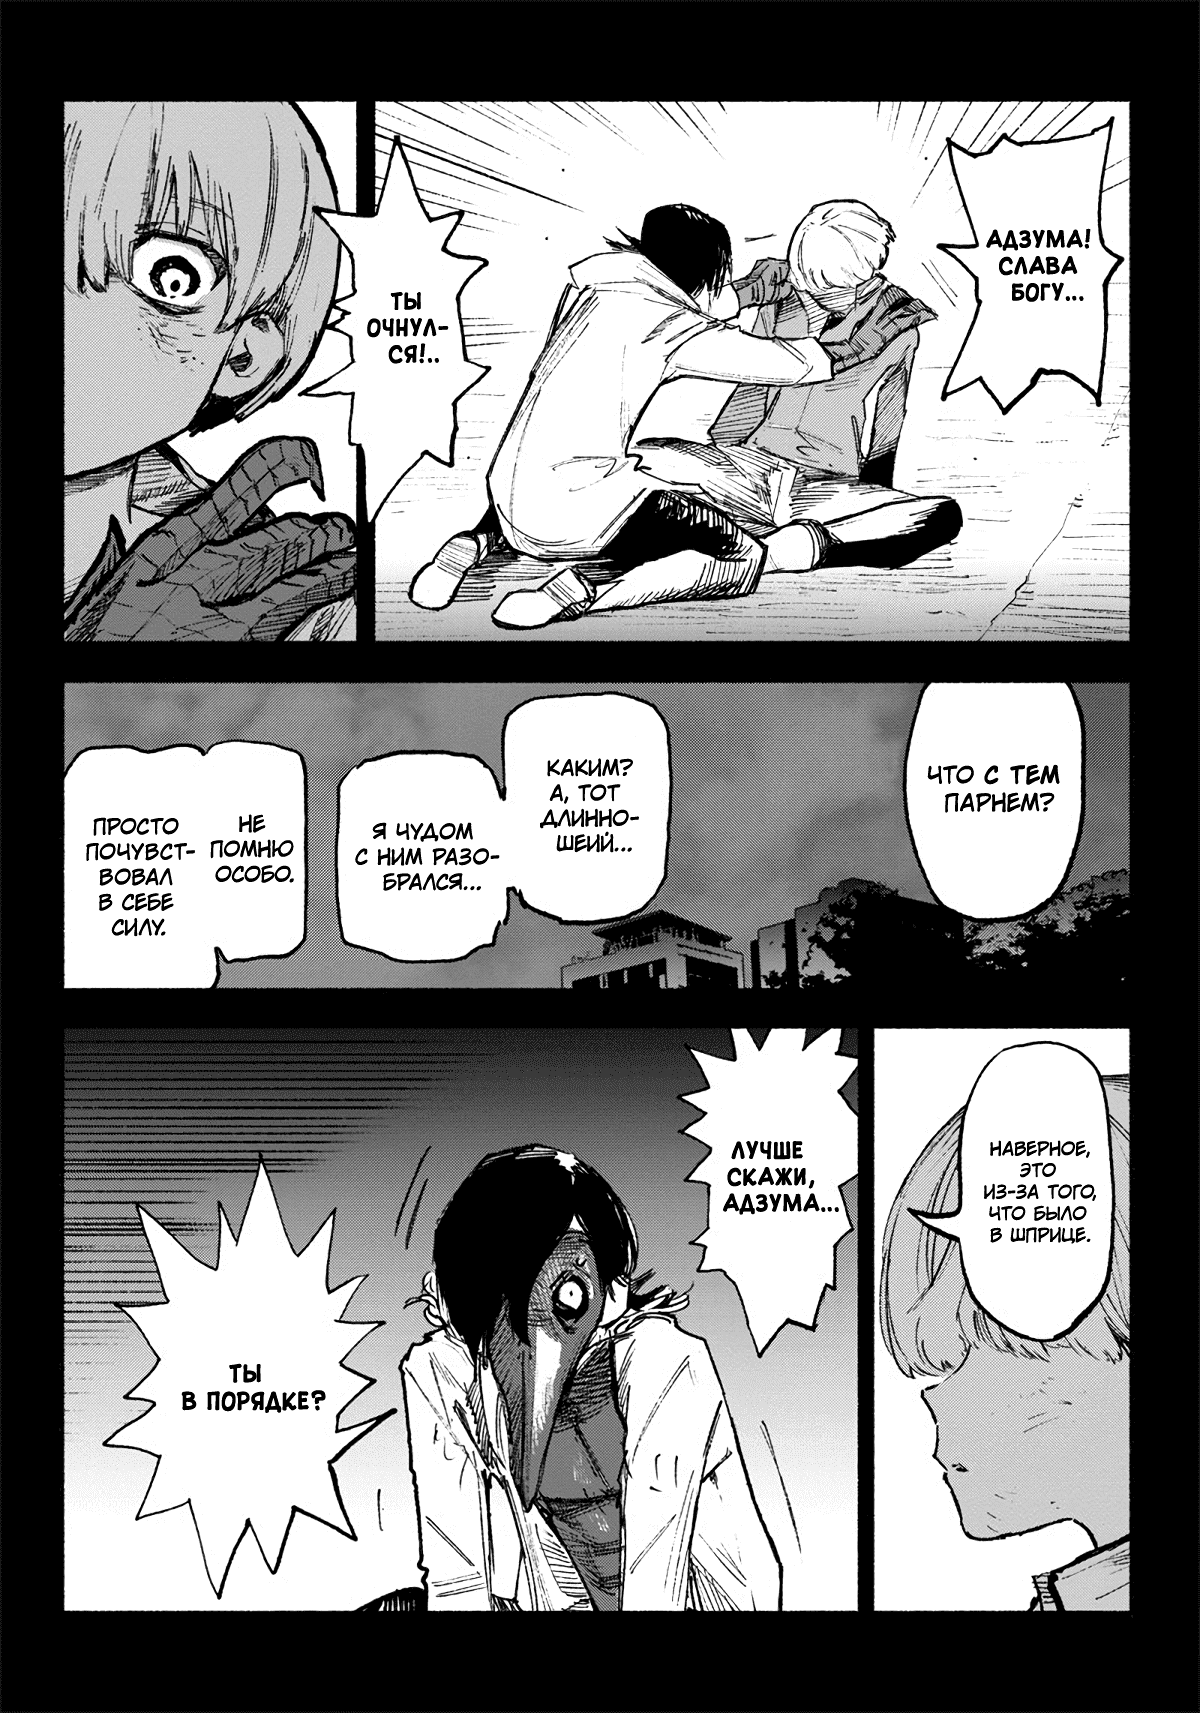 АДЗУМА!
СЛАВА
БОГУ...
ТЫ
ОЧНУЛ-
СЯ!..
ЧТО С ТЕМ
ПАРНЕМ?
КАКИМ?
А, ТОТ
ДЛИННО-
ШЕИЙ...
Я ЧУДОМ
С НИМ РАЗО-
БРАЛСЯ...
НЕ
ПОМНЮ
ОСОБО.
ПРОСТО
ПОЧУВСТ-
ВОВАЛ
В СЕБЕ
СИЛУ.
НАВЕРНОЕ,
ЭТО
ИЗ-ЗА ТОГО,
ЧТО БЫЛО
В ШПРИЦЕ.
ЛУЧШЕ
СКАЖИ,
АДЗУМА...
ТЫ
В ПОРЯДКЕ?